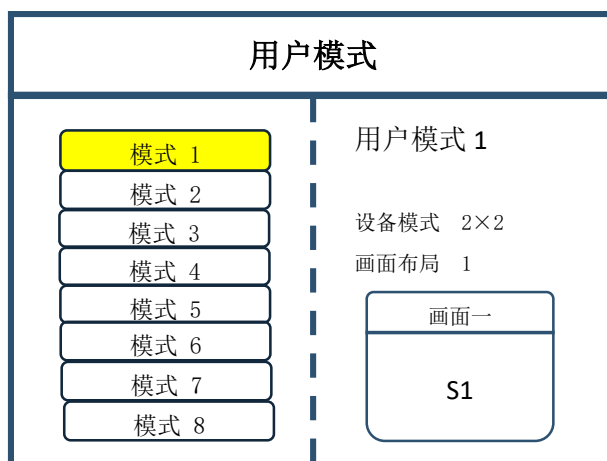 用户模式
模式 1
模式 2
模式 3
模式 4
模式 5
模式 6
模式 7
模式 8
用户模式 1
设备模式 2×2
画面布局 1
画面一
S1